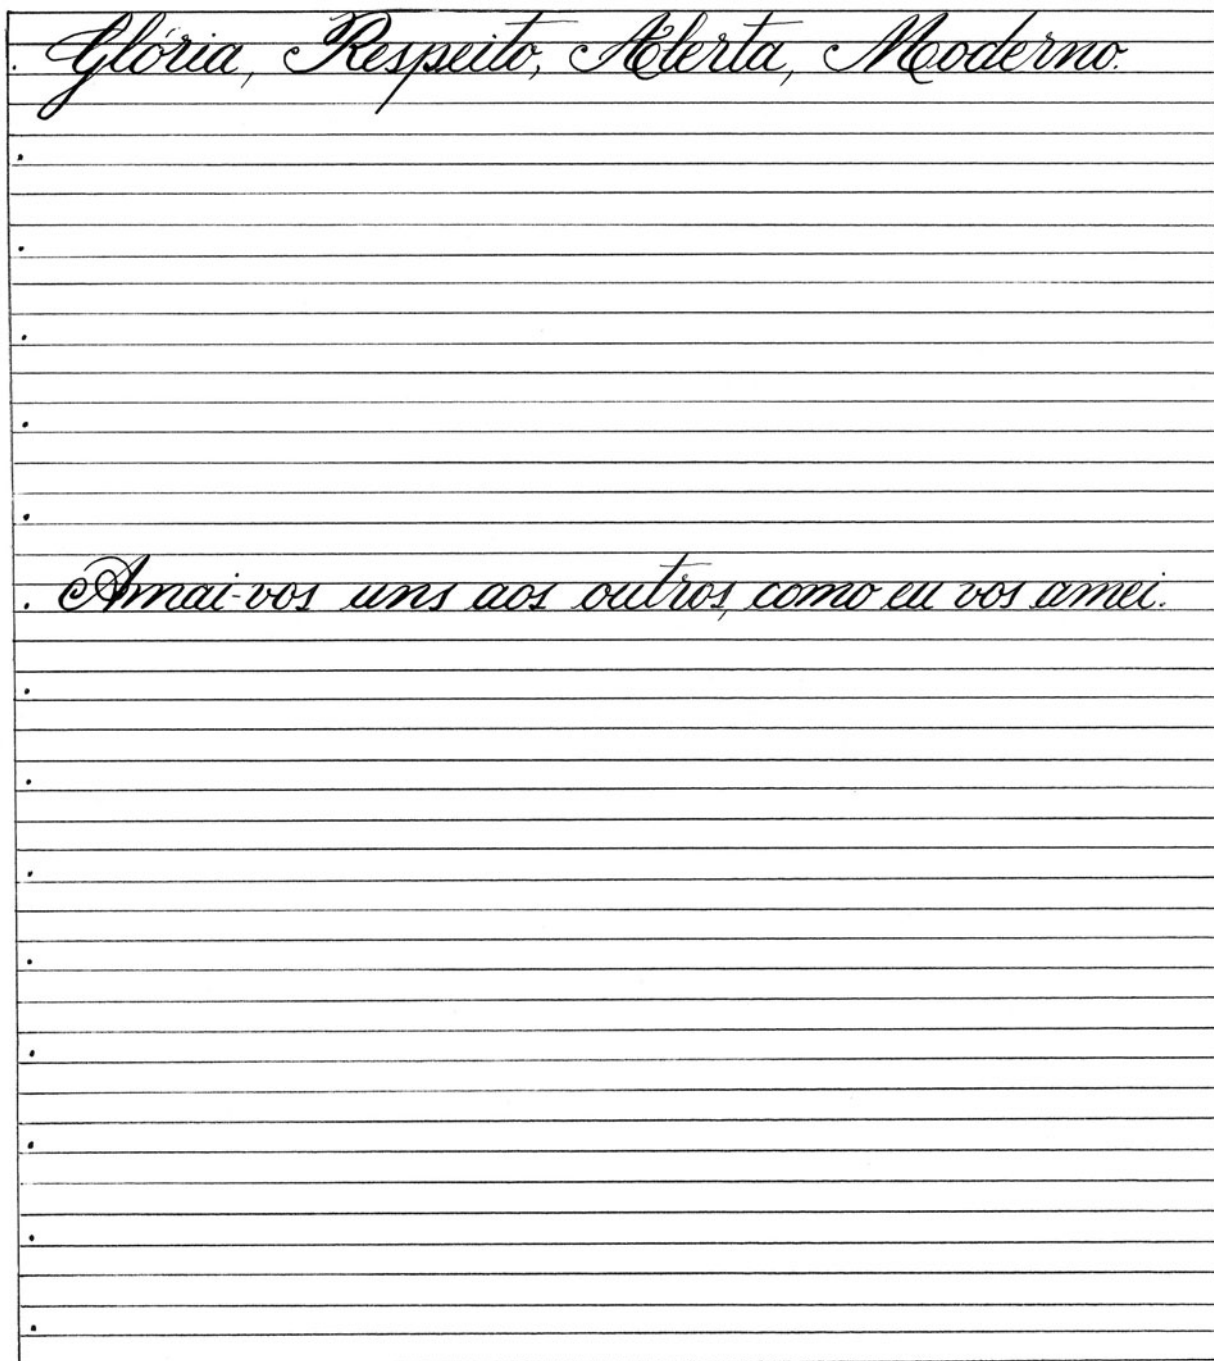 Glória, Respeito, Alerta, Moderno.
Amai-vos uns aos outros, como eu vos amei.